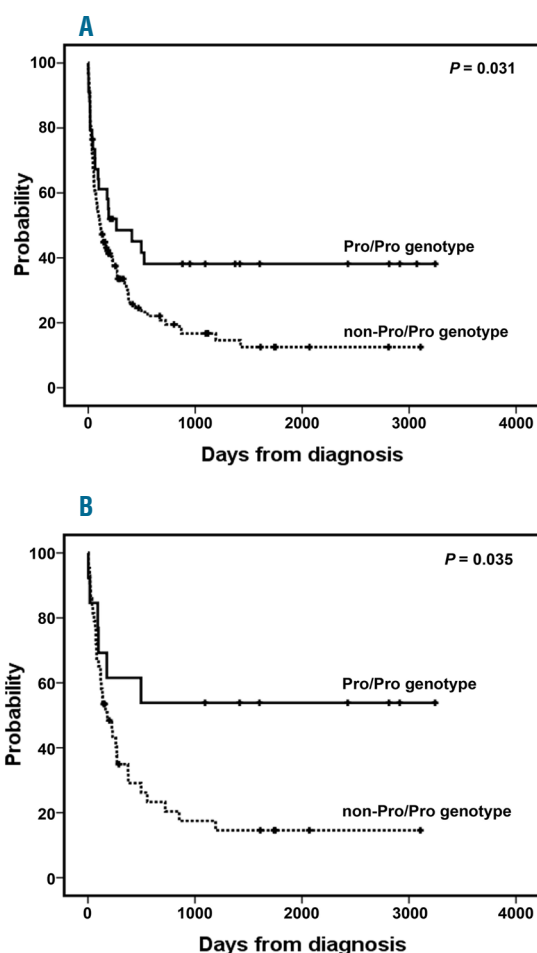 A
P = 0.031
100
80
60
40
20
0
Probability
Pro/Pro genotype
non-Pro/Pro genotype
0 1000 2000 3000 4000
Days from diagnosis
B
P = 0.035
100
80
60
40
20
0
Probability
Pro/Pro genotype
non-Pro/Pro genotype
0 1000 2000 3000 4000
Days from diagnosis